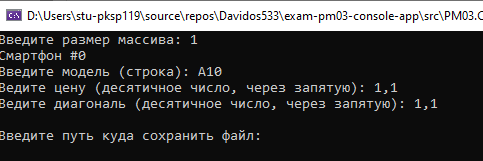 D:\Users\stu-pksp119\source\repos\Davidos533\exam-pm03-console-app\src\PM03.C
Введите размер массива: 1
Смартфон #0
Введите модель (строка): A10
Ведите цену (десятичное число, через запятую): 1,1
Ведите диагональ (десятичное число, через запятую): 1,1
Введите путь куда сохранить файл: